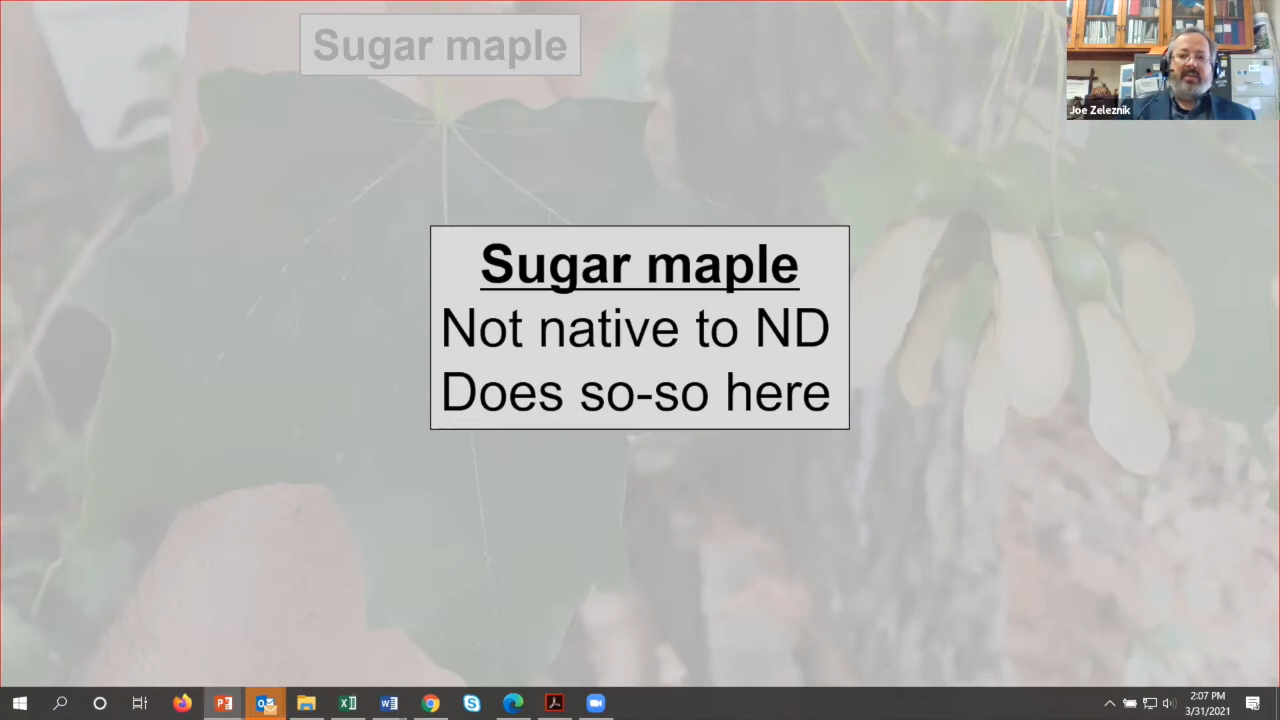 Sugar maple
Joe Zeleznik
Sugar maple
Not native to ND
Does so-so here
2:07 PM
3/31/2021